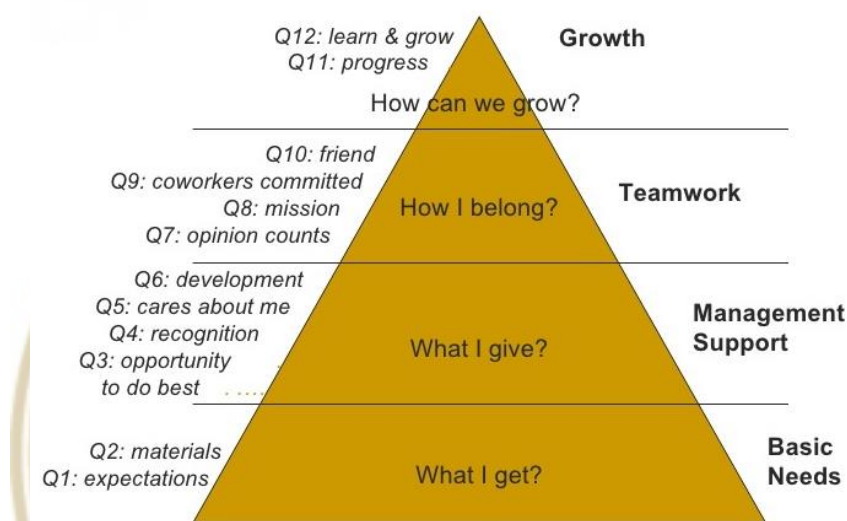 Q12: learn & grow
Q11: progress
Growth
How can we grow?
Q10: friend
Q9: coworkers committed
Q8: mission
Q7: opinion counts
How I belong?
Teamwork
Q6: development
Q5: cares about me
Q4: recognition
Q3: opportunity
to do best
What I give?
Management
Support
Q2: materials
Q1: expectations
What I get?
Basic
Needs